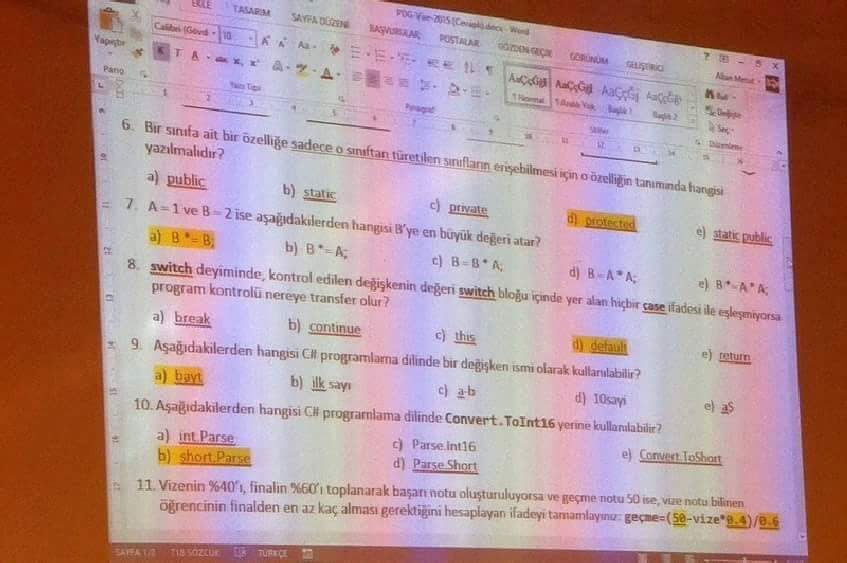 PDG-Vize-2015 (Cevaplı).docx - Word
EKLE TASARIM SAYFA DÜZENİ BAŞVURULAR POSTALAR GÖZDEN GEÇİR GÖRÜNÜM GELİŞTİRİCİ
Yapıştır
Calibri (Gövd 10
Pano
Yazı Tipi
Paragraf
AaÇçĞğI AaÇçĞğI AaÇçĞğ AaÇçĞğ
¶ Normal ¶ Aralık Yok Başlık 1 Başlık 2
Stiller
Bul
Değiştir
Seç
Düzenleme
6. Bir sınıfa ait bir özelliğe sadece o sınıftan türetilen sınıfların erişebilmesi için o özelliğin tanımında hangisi
yazılmalıdır?
a) public b) static c) private d) protected e) static public
7. A = 1 ve B = 2 ise aşağıdakilerden hangisi B'ye en büyük değeri atar?
a) B *= B; b) B *= A; c) B = B * A; d) B = A * A; e) B *= A * A;
8. switch deyiminde, kontrol edilen değişkenin değeri switch bloğu içinde yer alan hiçbir case ifadesi ile eşleşmiyorsa
program kontrolü nereye transfer olur?
a) break b) continue c) this d) default e) return
9. Aşağıdakilerden hangisi C# programlama dilinde bir değişken ismi olarak kullanılabilir?
a) bayt b) ilk sayı c) a-b d) 10sayi e) a$
10. Aşağıdakilerden hangisi C# programlama dilinde Convert.ToInt16 yerine kullanılabilir?
a) int.Parse c) Parse.Int16 e) Convert.ToShort
b) short.Parse d) Parse.Short
11. Vizenin %40'ı, finalin %60'ı toplanarak başarı notu oluşturuluyorsa ve geçme notu 50 ise, vize notu bilinen
öğrencinin finalden en az kaç alması gerektiğini hesaplayan ifadeyi tamamlayınız: geçme=(50-vize*0.4)/0.6
SAYFA 1/2 718 SÖZCÜK TÜRKÇE